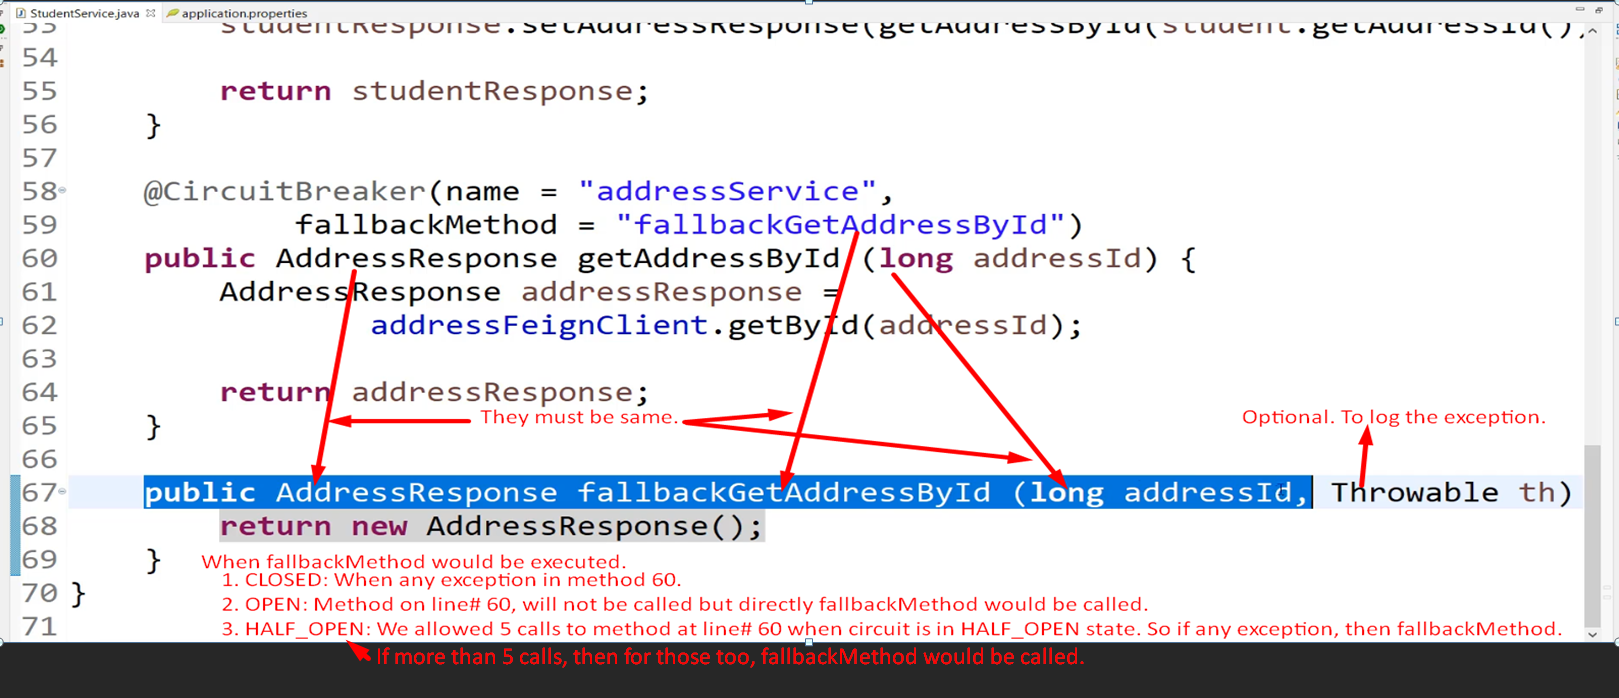 StudentService.java application.properties
53 studentResponse.setAddressResponse(getAddressById(student.getAddressId()
54
55 return studentResponse;
56 }
57
58 @CircuitBreaker(name = "addressService",
59 fallbackMethod = "fallbackGetAddressById")
60 public AddressResponse getAddressById (long addressId) {
61 AddressResponse addressResponse =
62 addressFeignClient.getById(addressId);
63
64 return addressResponse;
They must be same. Optional. To log the exception.
65 }
66
67 public AddressResponse fallbackGetAddressById (long addressId, Throwable th)
68 return new AddressResponse();
69 } When fallbackMethod would be executed.
1. CLOSED: When any exception in method 60.
70 }
2. OPEN: Method on line# 60, will not be called but directly fallbackMethod would be called.
71 3. HALF_OPEN: We allowed 5 calls to method at line# 60 when circuit is in HALF_OPEN state. So if any exception, then fallbackMethod.
If more than 5 calls, then for those too, fallbackMethod would be called.